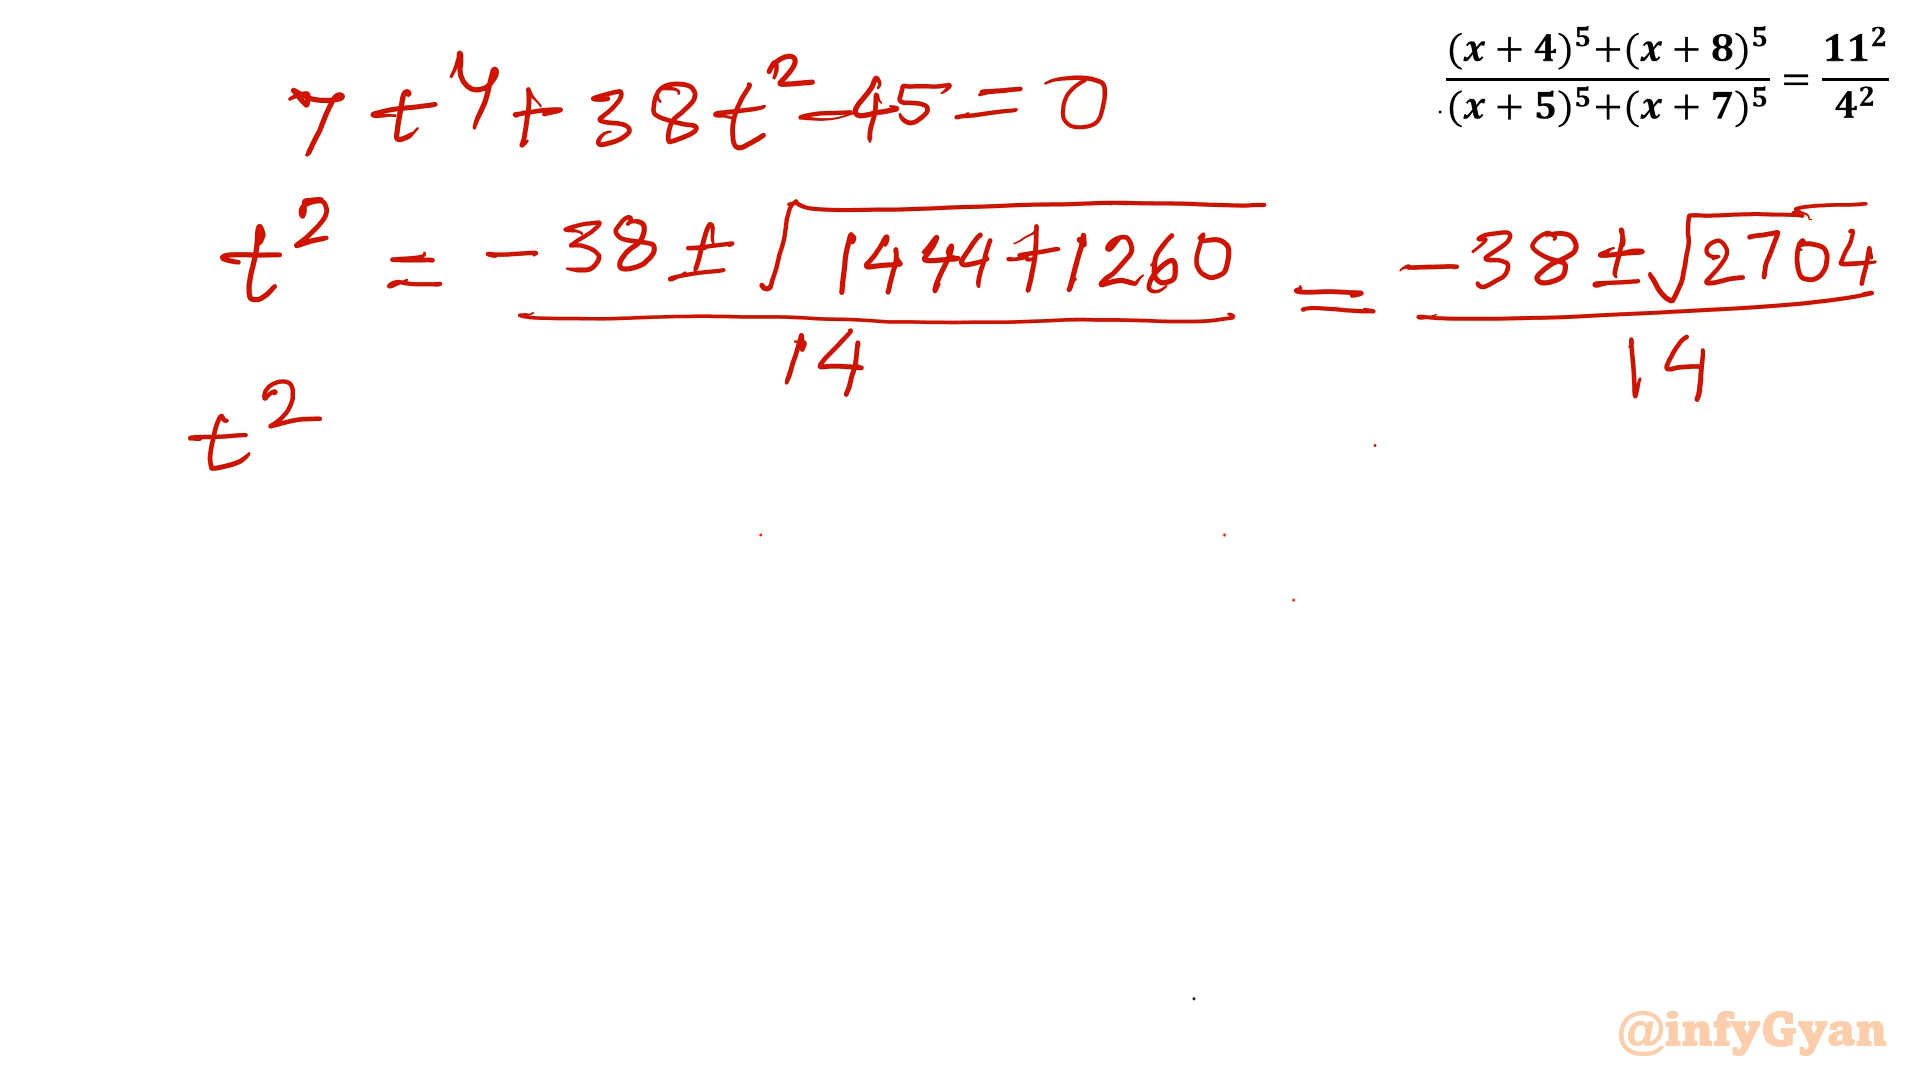 (x + 4)⁵+(x + 8)⁵ / (x + 5)⁵+(x + 7)⁵ = 11² / 4²
7t⁴+38t²-45=0
t² = -38±√(1444+1260) / 14 = -38±√2704 / 14
t²
@infyGyan